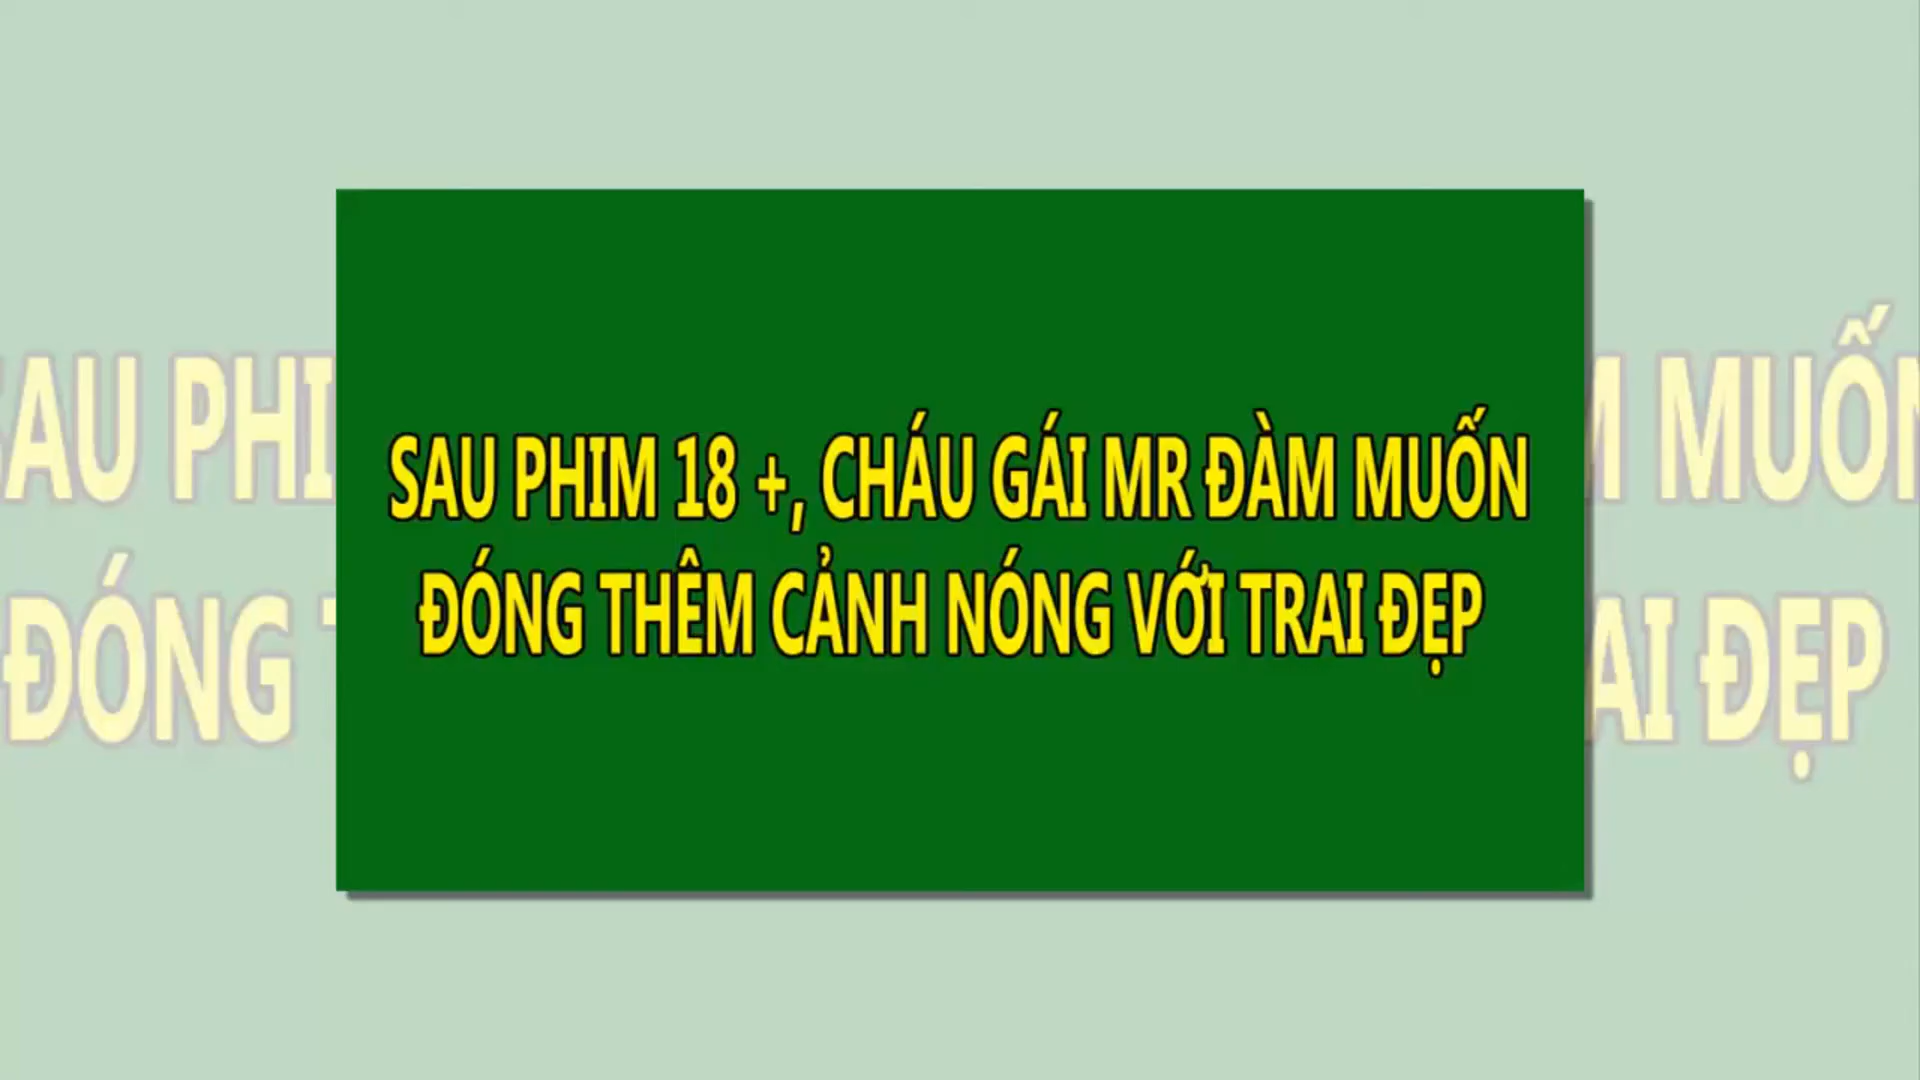 SAU PHIM 18 +, CHÁU GÁI MR ĐÀM MUỐN
ĐÓNG THÊM CẢNH NÓNG VỚI TRAI ĐẸP